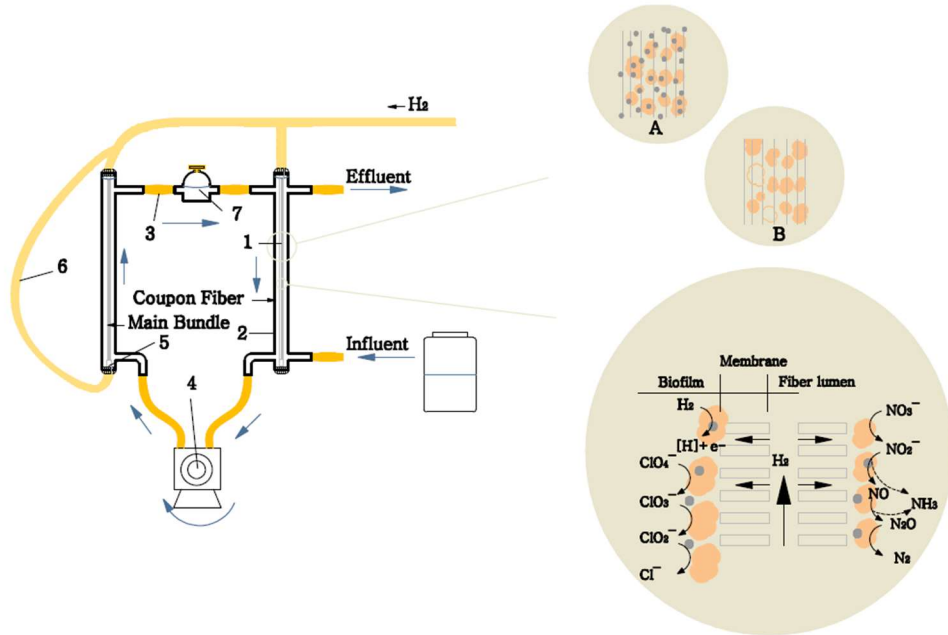 H₂
A
B
Effluent
3
7
1
6
Coupon Fiber
Main Bundle
2
5
Influent
4
Membrane
Biofilm
Fiber lumen
H₂
NO₃⁻
[H]+ e-
NO₂⁻
ClO₄⁻
H₂
NO
ClO₃⁻
NH₃
N₂O
ClO₂⁻
N₂
Cl⁻